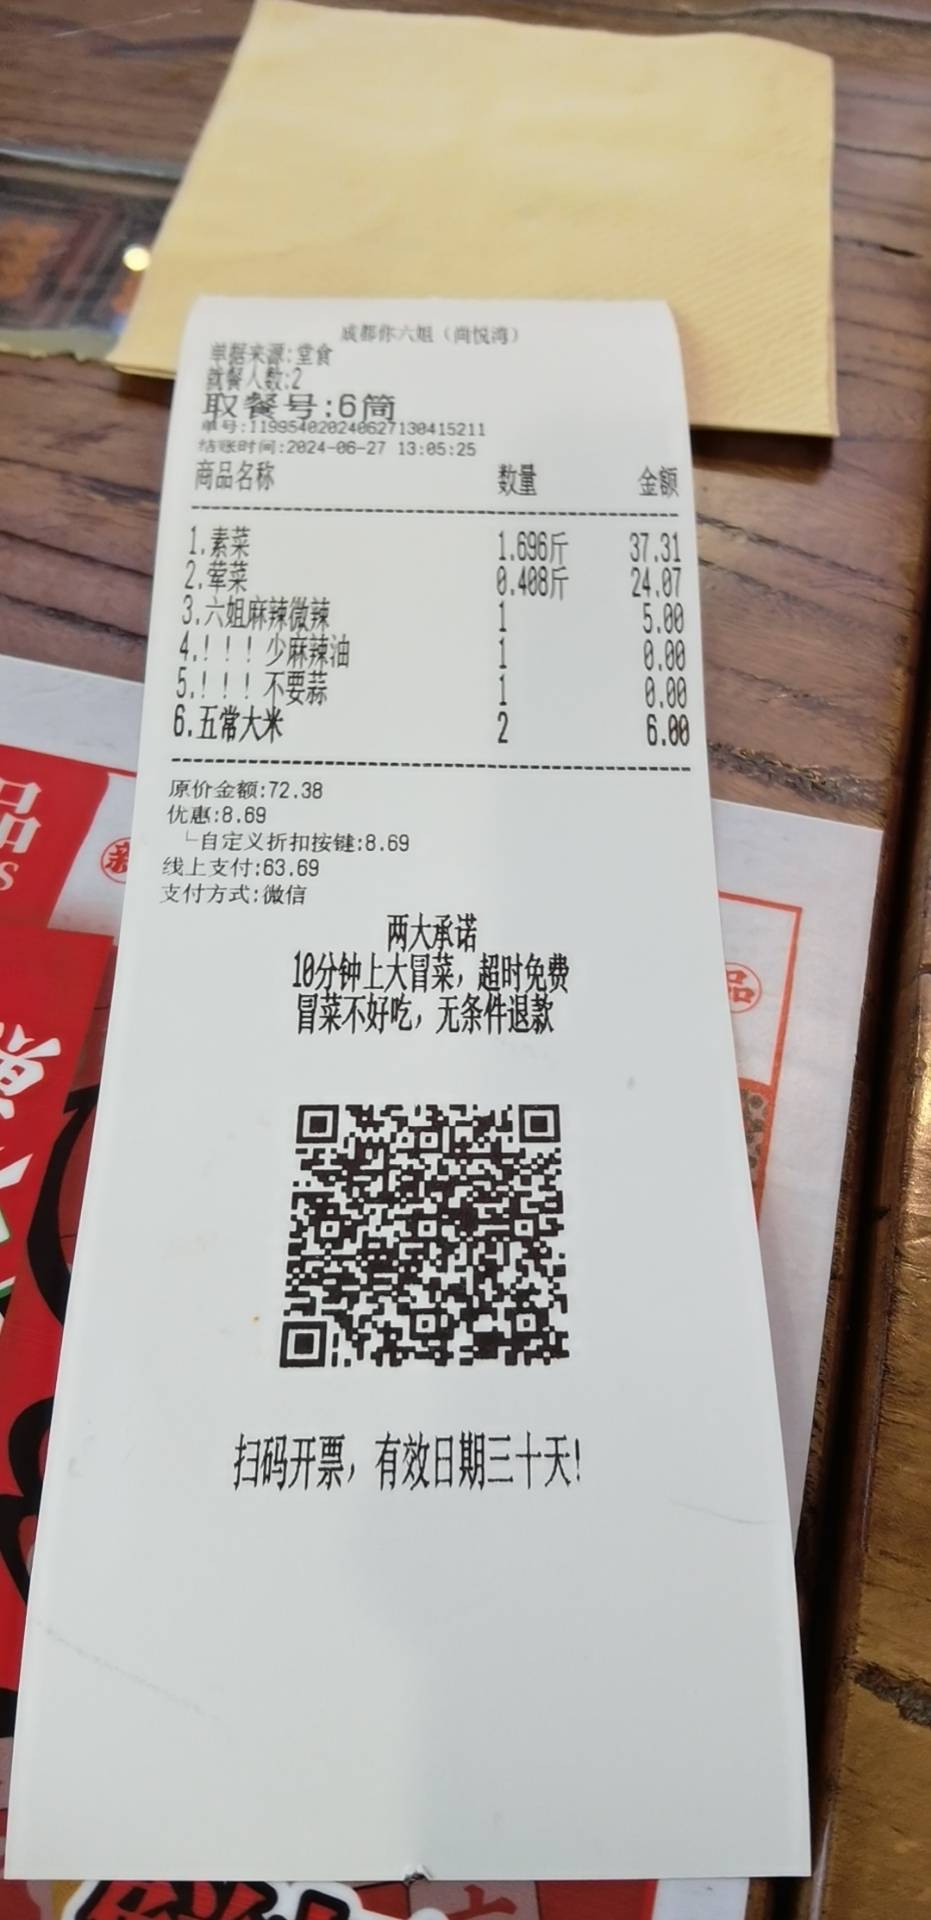 成都你六姐（尚悦湾）
单据来源:堂食
就餐人数:2
取餐号:6筒
单号:119954020240627130415211
结账时间:2024-06-27 13:05:25
商品名称 数量 金额
1.素菜 1.696斤 37.31
2.荤菜 0.408斤 24.07
3.六姐麻辣微辣 1 5.00
4.！！！少麻辣油 1 0.00
5.！！！不要蒜 1 0.00
6.五常大米 2 6.00
原价金额:72.38
优惠:8.69
└自定义折扣按键:8.69
线上支付:63.69
支付方式:微信
两大承诺
10分钟上大冒菜，超时免费
冒菜不好吃，无条件退款
扫码开票，有效日期三十天!
品
S
品